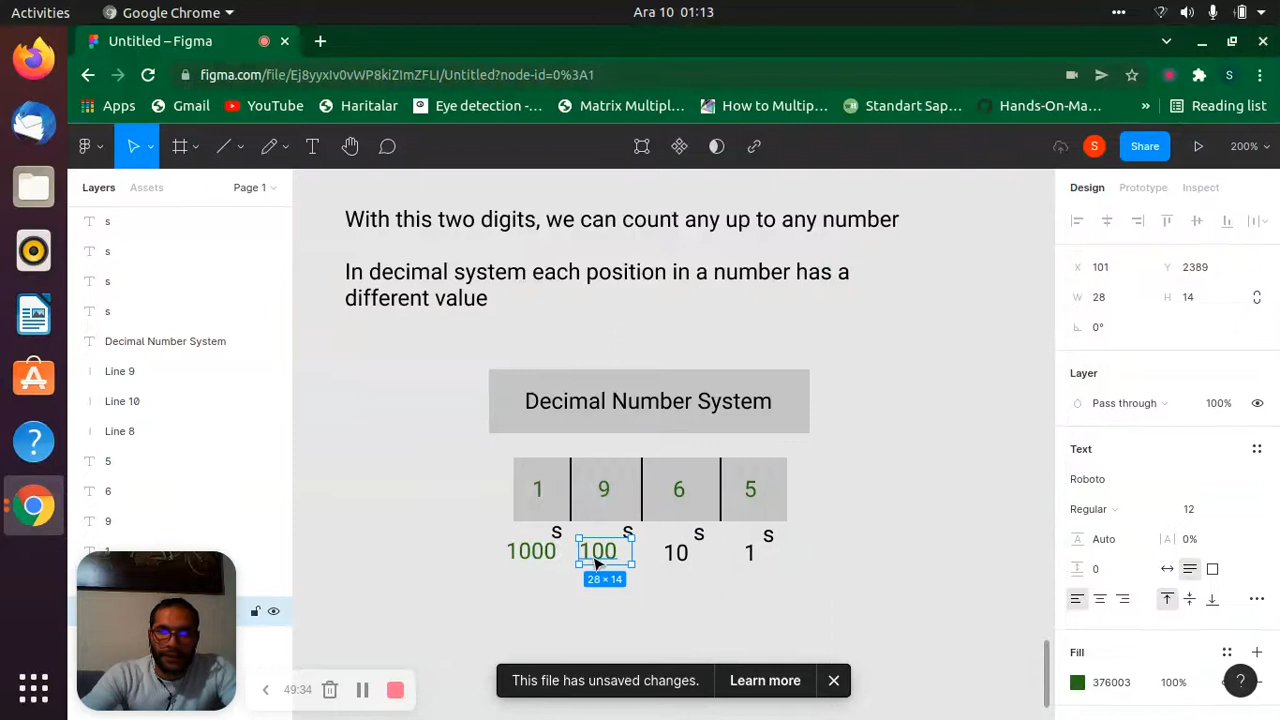 Activities
Google Chrome
Ara 10 01:13
Untitled – Figma
figma.com/file/Ej8yyxIv0vWP8kiZImZFLI/Untitled?node-id=0%3A1
S
Apps
Gmail
YouTube
Haritalar
Eye detection -...
Matrix Multipl...
How to Multip...
Standart Sap...
Hands-On-Ma...
»
Reading list
S
Share
200%
Layers
Assets
Page 1
s
s
s
s
Decimal Number System
Line 9
Line 10
Line 8
5
6
9
With this two digits, we can count any up to any number
In decimal system each position in a number has a
different value
Decimal Number System
1 9 6 5
s s s s
1000 100 10 1
28 × 14
Design
Prototype
Inspect
X 101 Y 2389
W 28 H 14
0°
Layer
Pass through 100%
Text
Roboto
Regular 12
Auto 0%
0
Fill
376003 100%
49:34
This file has unsaved changes.
Learn more
?